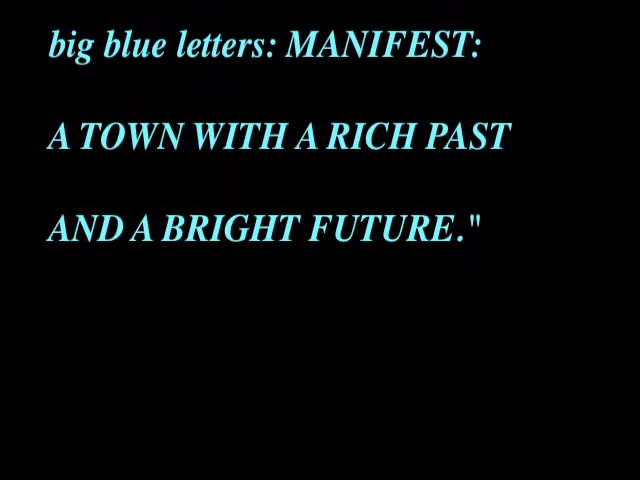 big blue letters: MANIFEST:
A TOWN WITH A RICH PAST
AND A BRIGHT FUTURE."